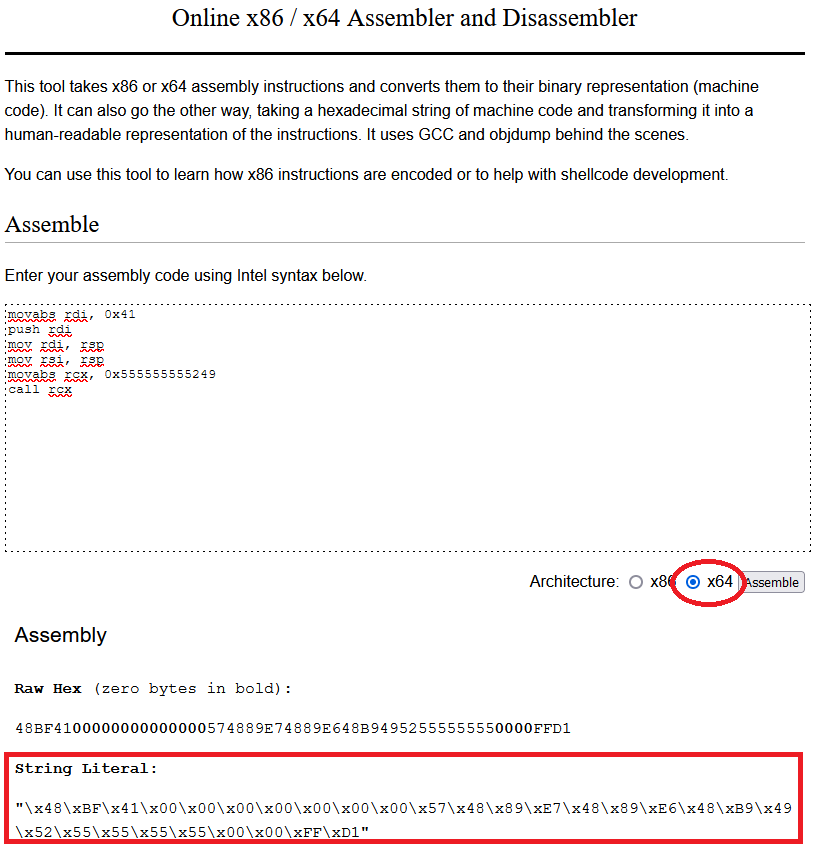 Online x86 / x64 Assembler and Disassembler
This tool takes x86 or x64 assembly instructions and converts them to their binary representation (machine
code). It can also go the other way, taking a hexadecimal string of machine code and transforming it into a
human-readable representation of the instructions. It uses GCC and objdump behind the scenes.
You can use this tool to learn how x86 instructions are encoded or to help with shellcode development.
Assemble
Enter your assembly code using Intel syntax below.
movabs rdi, 0x41
push rdi
mov rdi, rsp
mov rsi, rsp
movabs rcx, 0x555555555249
call rcx
Architecture: x86 x64 Assemble
Assembly
Raw Hex (zero bytes in bold):
48BF4100000000000000574889E74889E648B94952555555550000FFD1
String Literal:
"\x48\xBF\x41\x00\x00\x00\x00\x00\x00\x00\x57\x48\x89\xE7\x48\x89\xE6\x48\xB9\x49
\x52\x55\x55\x55\x55\x00\x00\xFF\xD1"